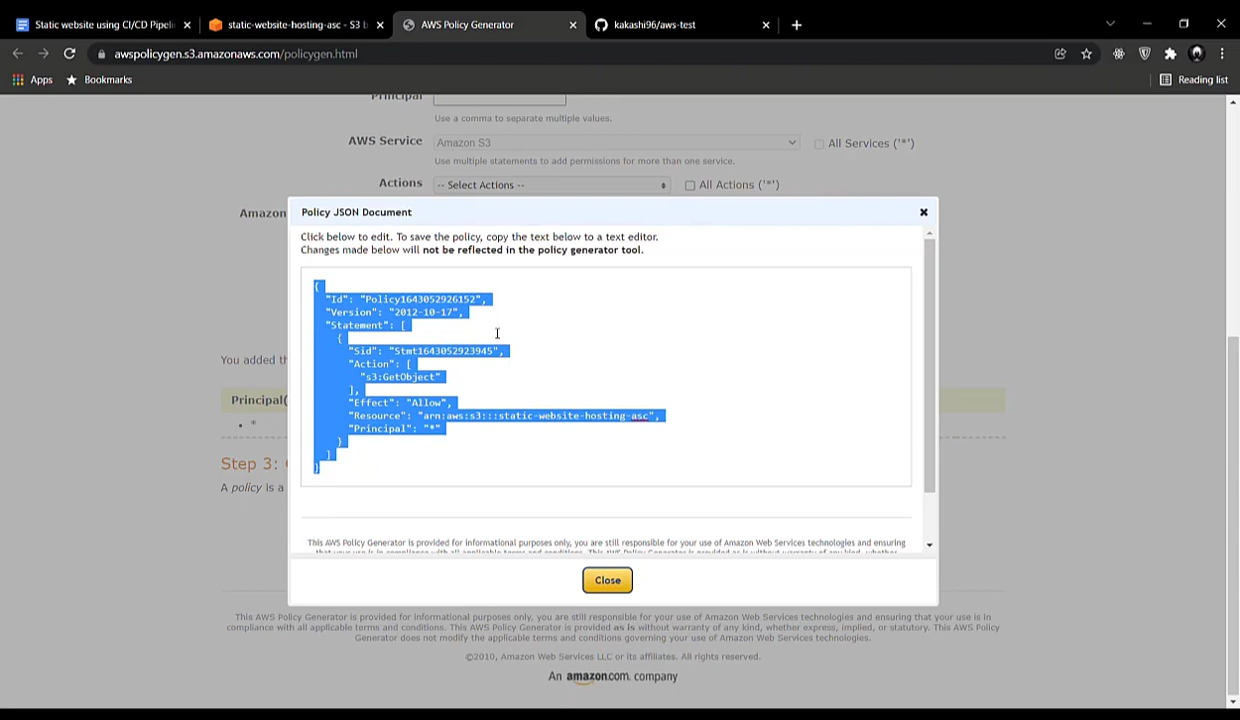 Static website using CI/CD Pipeli
static-website-hosting-asc - S3 b
AWS Policy Generator
kakashi96/aws-test
awspolicygen.s3.amazonaws.com/policygen.html
Apps
Bookmarks
Reading list
Principal
Use a comma to separate multiple values.
AWS Service
Amazon S3
All Services ('*')
Use multiple statements to add permissions for more than one service.
Actions
-- Select Actions --
All Actions ('*')
Amazon
Policy JSON Document
Click below to edit. To save the policy, copy the text below to a text editor.
Changes made below will not be reflected in the policy generator tool.
{
"Id": "Policy1643052926152",
"Version": "2012-10-17",
"Statement": [
{
"Sid": "Stmt1643052923945",
"Action": [
"s3:GetObject"
],
"Effect": "Allow",
"Resource": "arn:aws:s3:::static-website-hosting-asc",
"Principal": "*"
}
]
}
You added th
Principal(
• *
Step 3:
A policy is a
This AWS Policy Generator is provided for informational purposes only, you are still responsible for your use of Amazon Web Services technologies and ensuring
Close
This AWS Policy Generator is provided for informational purposes only, you are still responsible for your use of Amazon Web Services technologies and ensuring that your use is in
compliance with all applicable terms and conditions. This AWS Policy Generator is provided as is without warranty of any kind, whether express, implied, or statutory. This AWS Policy
Generator does not modify the applicable terms and conditions governing your use of Amazon Web Services technologies.
©2010, Amazon Web Services LLC or its affiliates. All rights reserved.
An amazon.com. company